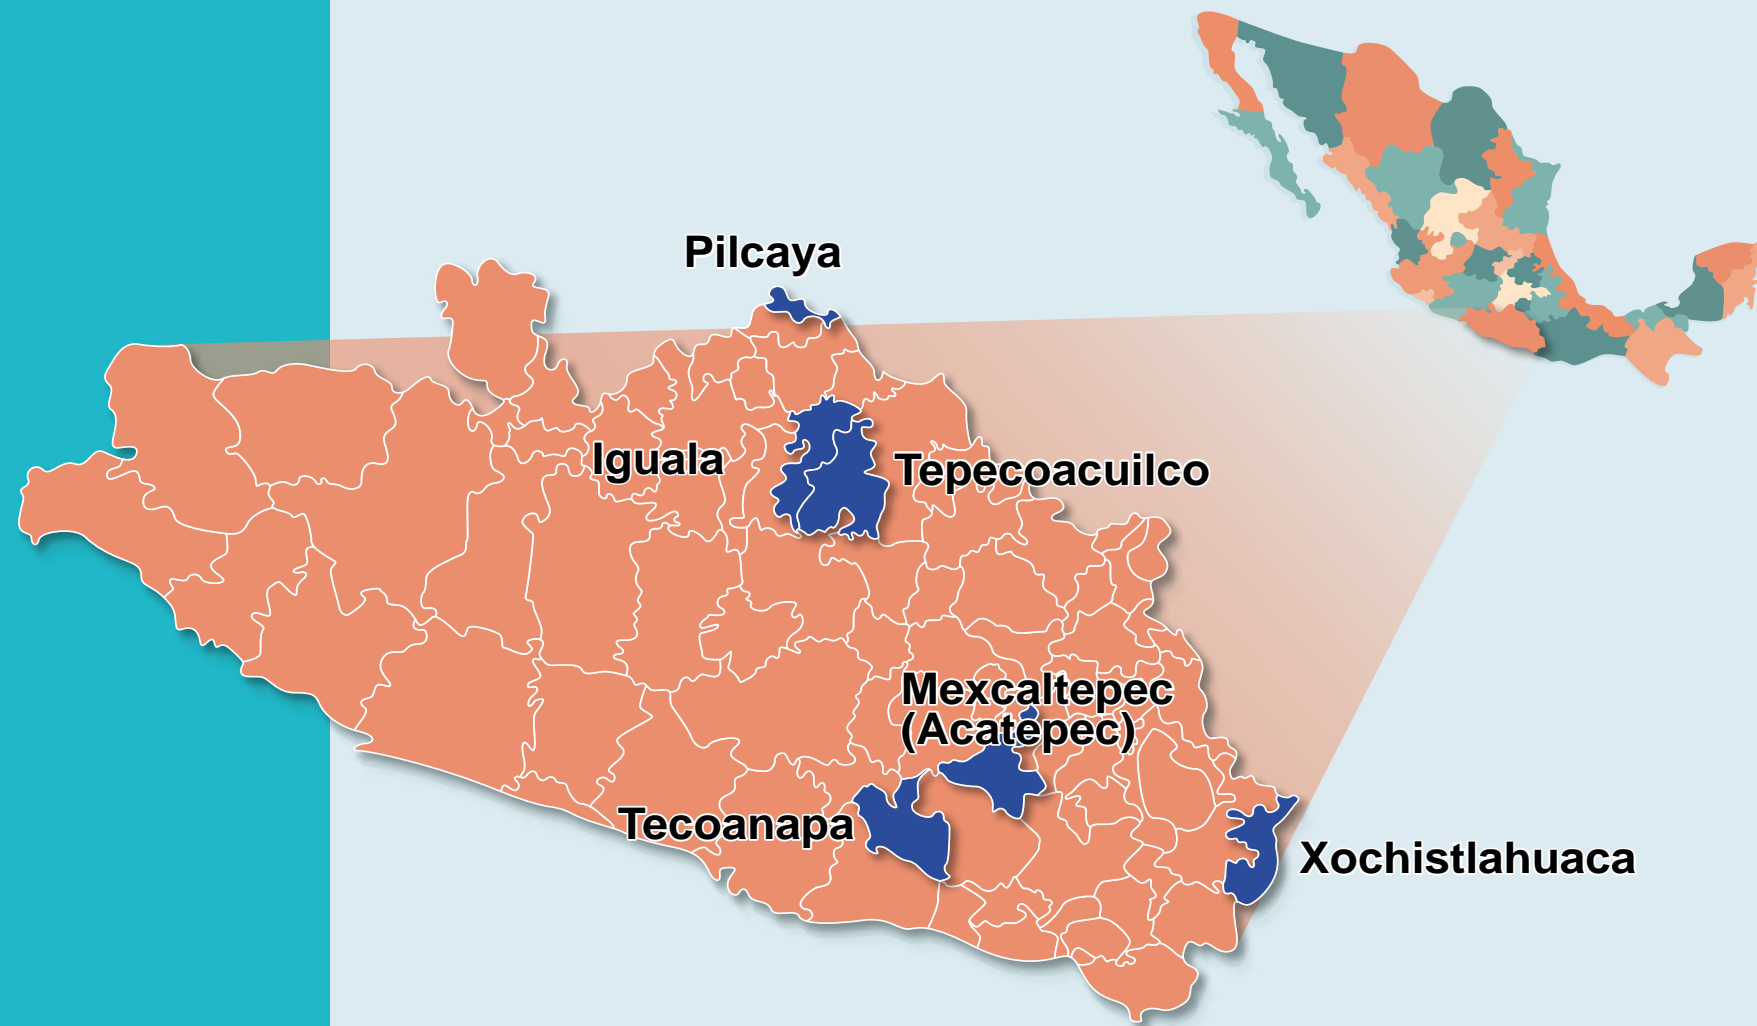 Pilcaya
Iguala
Tepecoacuilco
Mexcaltepec
(Acatepec)
Tecoanapa
Xochistlahuaca